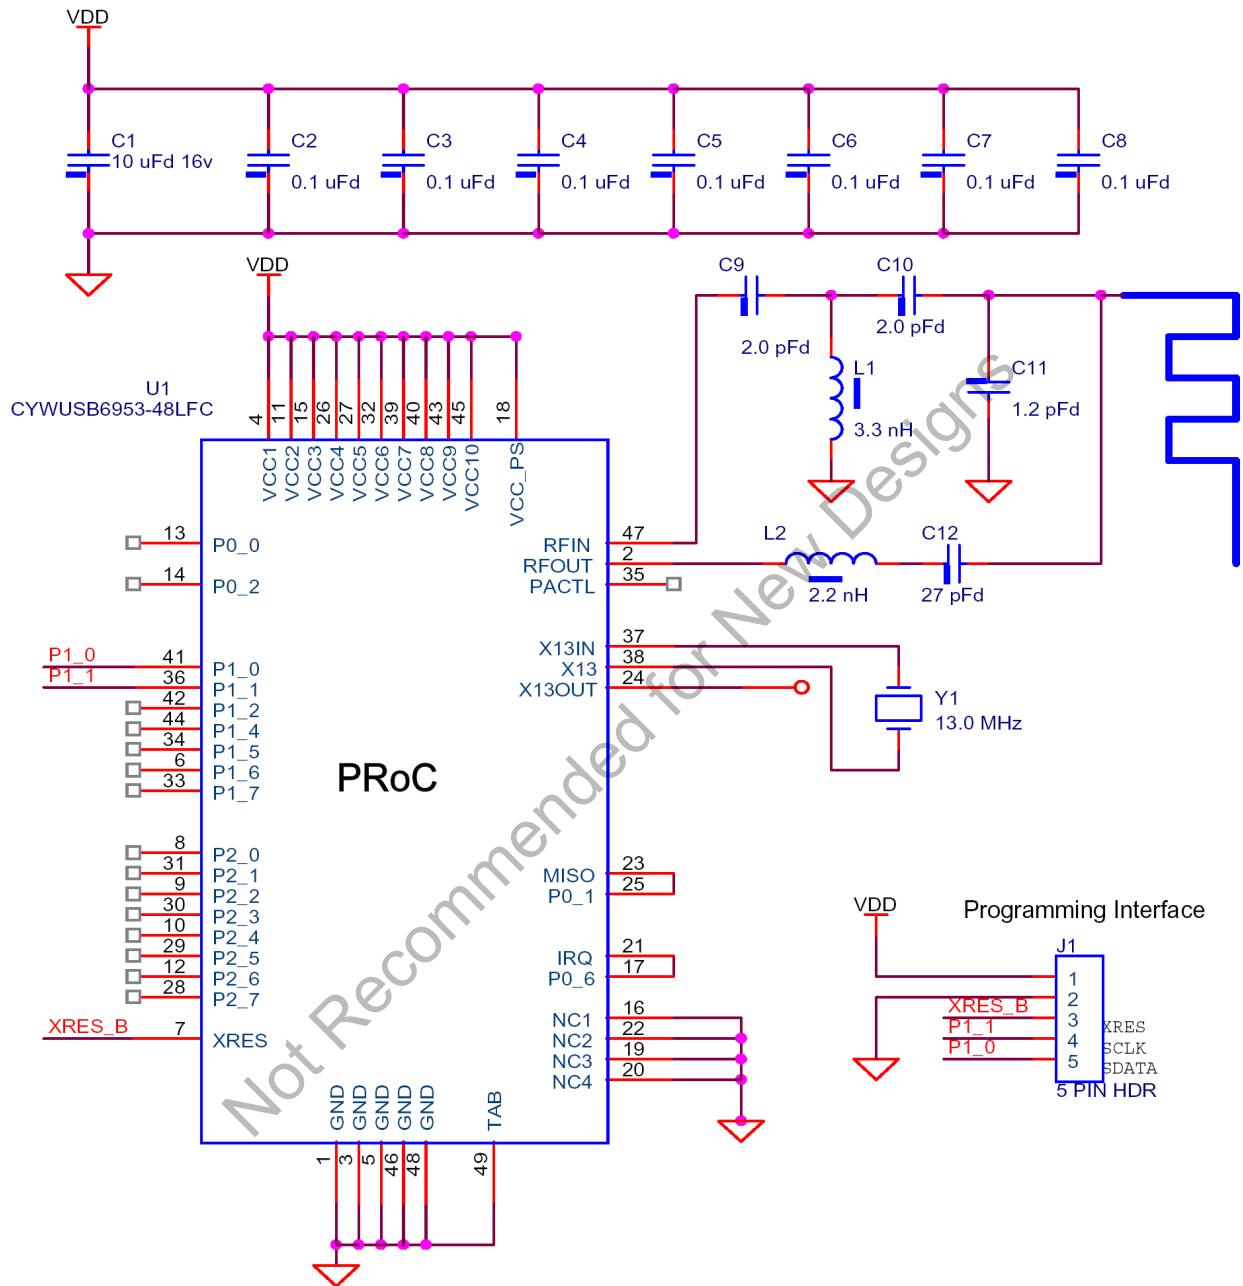 VDD
C1
10 uFd 16v
C2
0.1 uFd
C3
0.1 uFd
C4
0.1 uFd
C5
0.1 uFd
C6
0.1 uFd
C7
0.1 uFd
C8
0.1 uFd
VDD
C9
2.0 pFd
C10
2.0 pFd
L1
3.3 nH
C11
1.2 pFd
U1
CYWUSB6953-48LFC
4 11 15 26 27 32 39 40 43 45 18
VCC1 VCC2 VCC3 VCC4 VCC5 VCC6 VCC7 VCC8 VCC9 VCC10 VCC_PS
13 P0_0
14 P0_2
P1_0 41 P1_0
P1_1 36 P1_1
42 P1_2
44 P1_4
34 P1_5
6 P1_6
33 P1_7
8 P2_0
31 P2_1
9 P2_2
30 P2_3
10 P2_4
29 P2_5
12 P2_6
28 P2_7
XRES_B 7 XRES
PRoC
RFIN 47
RFOUT 2
PACTL 35
L2
2.2 nH
C12
27 pFd
X13IN 37
X13 38
X13OUT 24
Y1
13.0 MHz
MISO 23
P0_1 25
IRQ 21
P0_6 17
NC1 16
NC2 22
NC3 19
NC4 20
GND GND GND GND GND TAB
1 3 5 46 48 49
VDD
Programming Interface
J1
1
2
XRES_B 3 XRES
P1_1 4 SCLK
P1_0 5 SDATA
5 PIN HDR
Not Recommended for New Designs